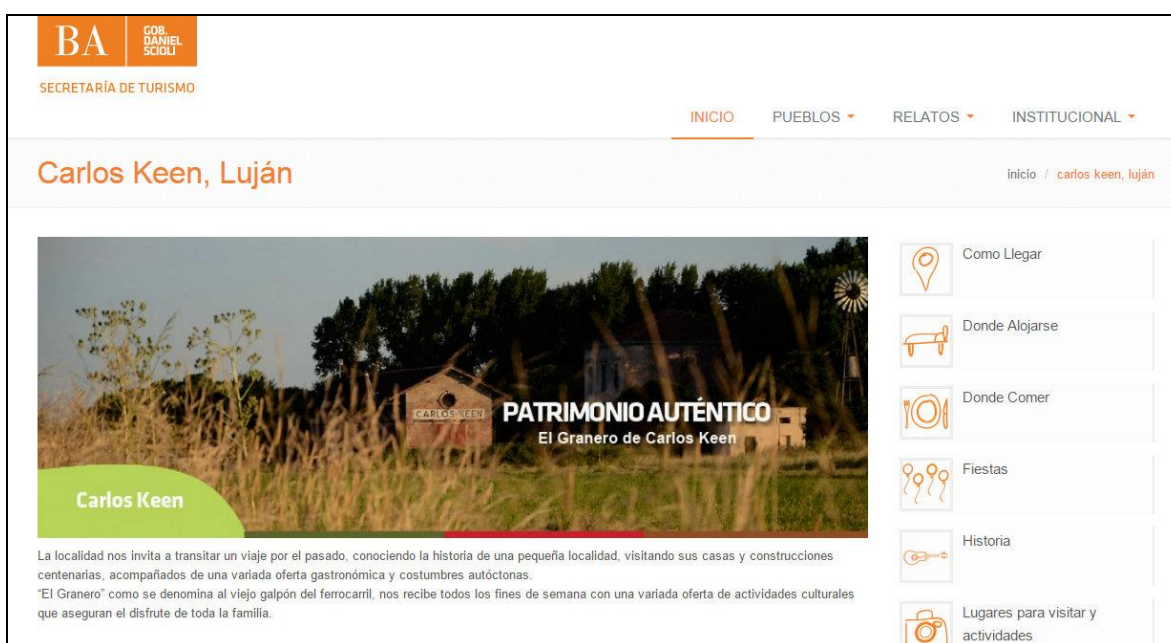 BA
GOB.
DANIEL
SCIOLI
SECRETARÍA DE TURISMO
INICIO PUEBLOS RELATOS INSTITUCIONAL
Carlos Keen, Luján
inicio / carlos keen, luján
CARLOS KEEN
PATRIMONIO AUTÉNTICO
El Granero de Carlos Keen
Carlos Keen
La localidad nos invita a transitar un viaje por el pasado, conociendo la historia de una pequeña localidad, visitando sus casas y construcciones
centenarias, acompañados de una variada oferta gastronómica y costumbres autóctonas.
“El Granero” como se denomina al viejo galpón del ferrocarril, nos recibe todos los fines de semana con una variada oferta de actividades culturales
que aseguran el disfrute de toda la familia.
Como Llegar
Donde Alojarse
Donde Comer
Fiestas
Historia
Lugares para visitar y
actividades